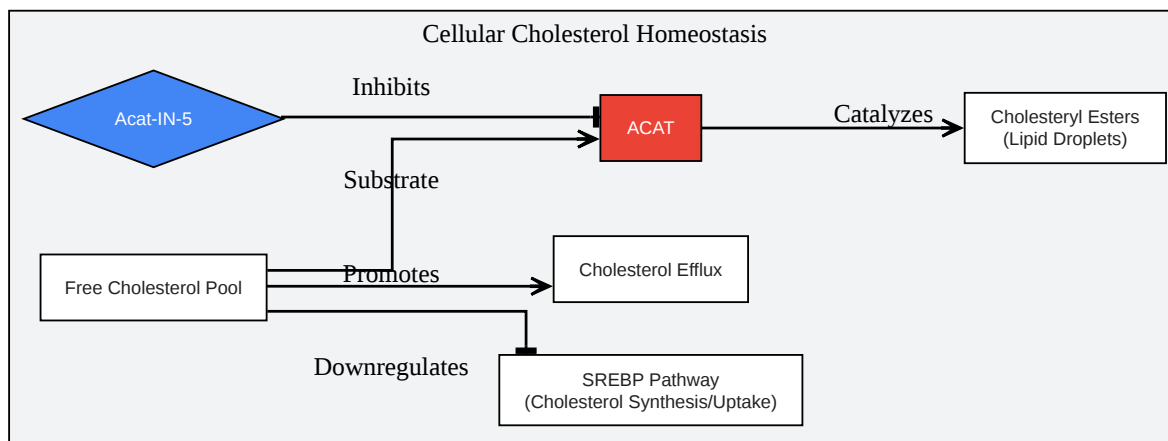 Cellular Cholesterol Homeostasis
Inhibits
Acat-IN-5
ACAT
Catalyzes
Cholesteryl Esters
(Lipid Droplets)
Substrate
Free Cholesterol Pool
Promotes
Cholesterol Efflux
Downregulates
SREBP Pathway
(Cholesterol Synthesis/Uptake)